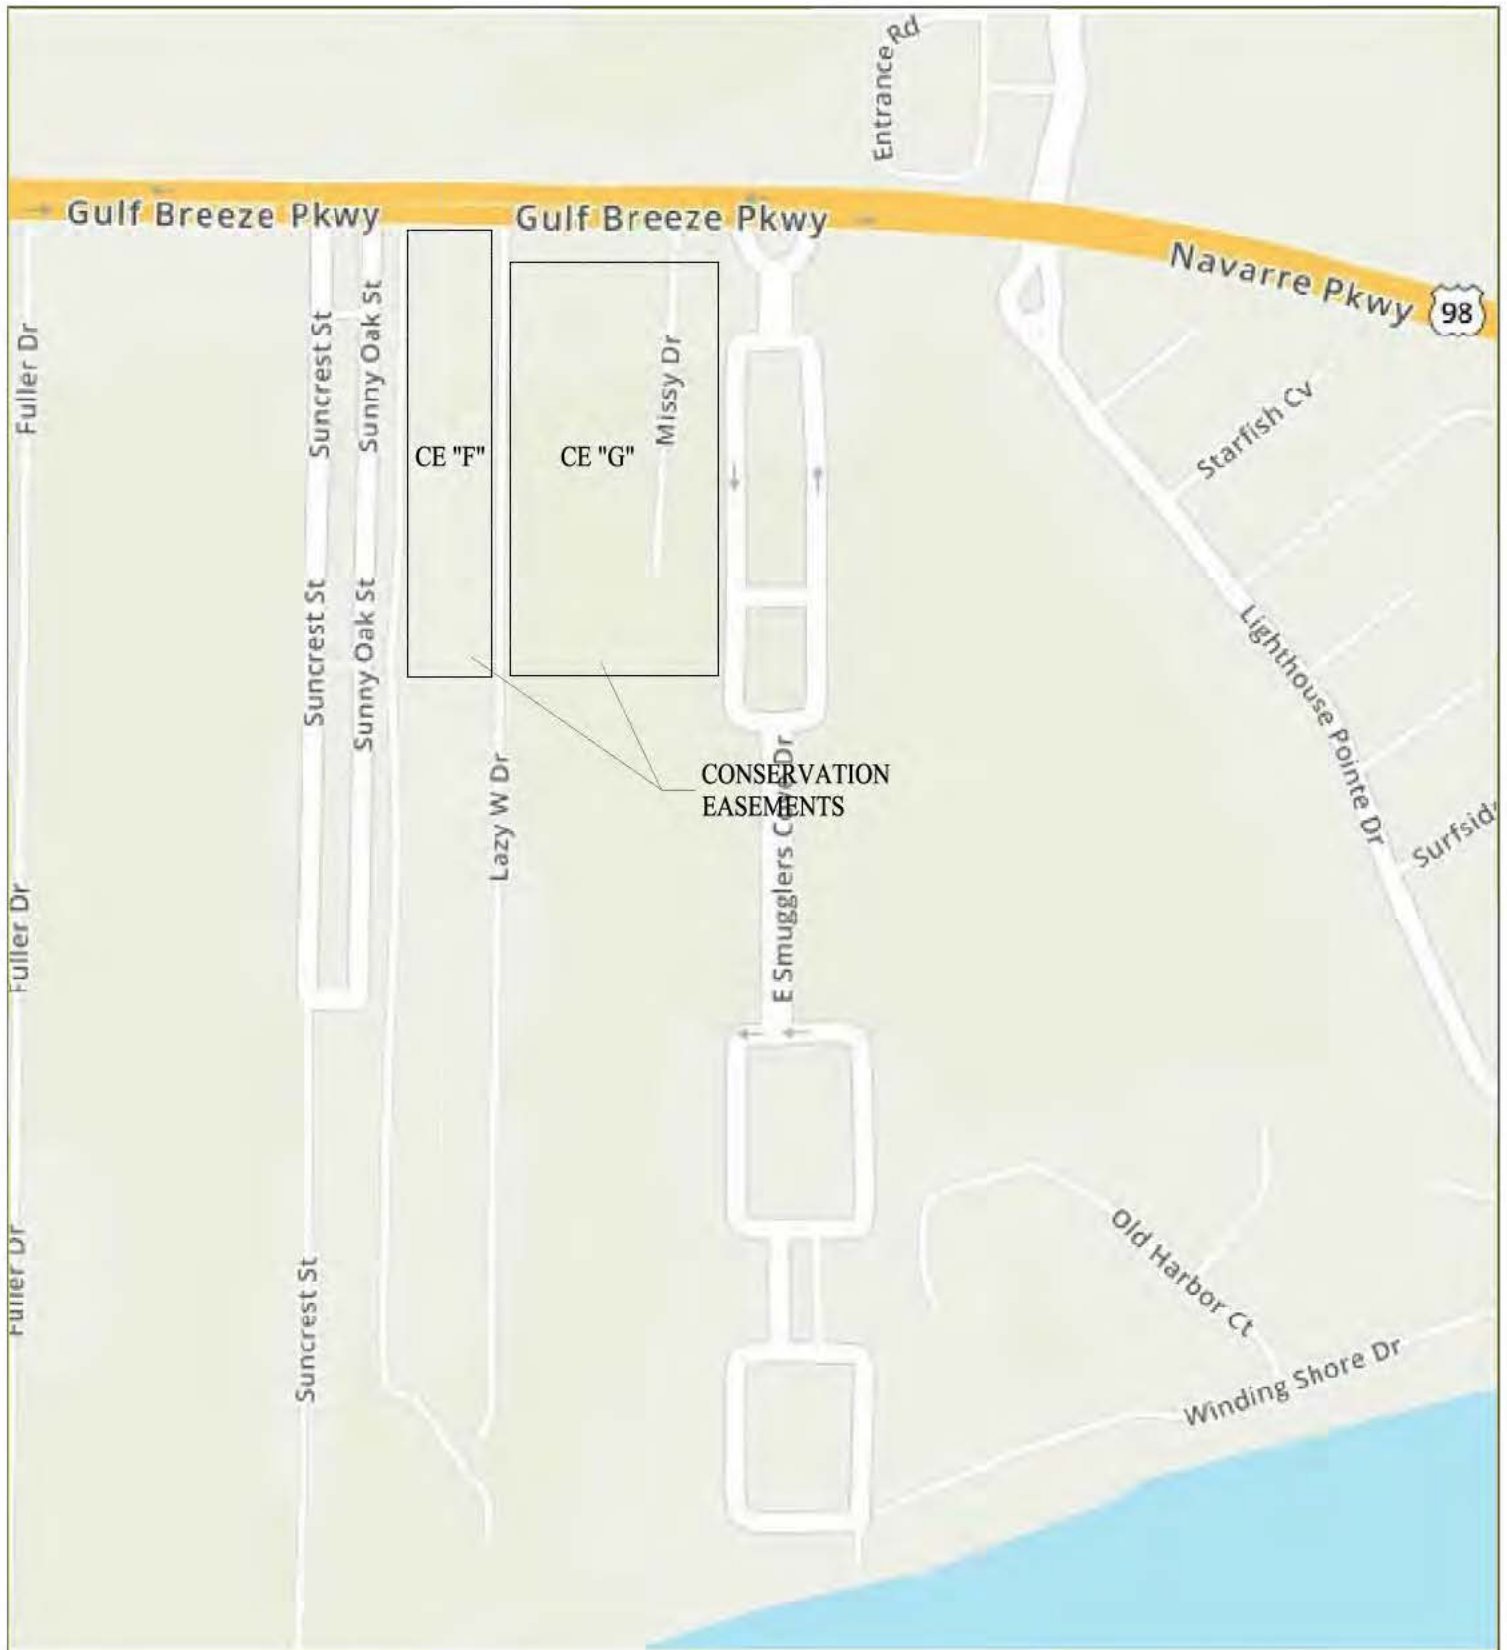 Entrance Rd
Gulf Breeze Pkwy
Gulf Breeze Pkwy
Navarre Pkwy
98
Fuller Dr
Suncrest St
Sunny Oak St
Missy Dr
Starfish Cv
CE "F"
CE "G"
Suncrest St
Sunny Oak St
Lighthouse Pointe Dr
Lazy W Dr
CONSERVATION
EASEMENTS
E Smugglers Cove Dr
Surfsid
Fuller Dr
Fuller Dr
Suncrest St
Old Harbor Ct
Winding Shore Dr